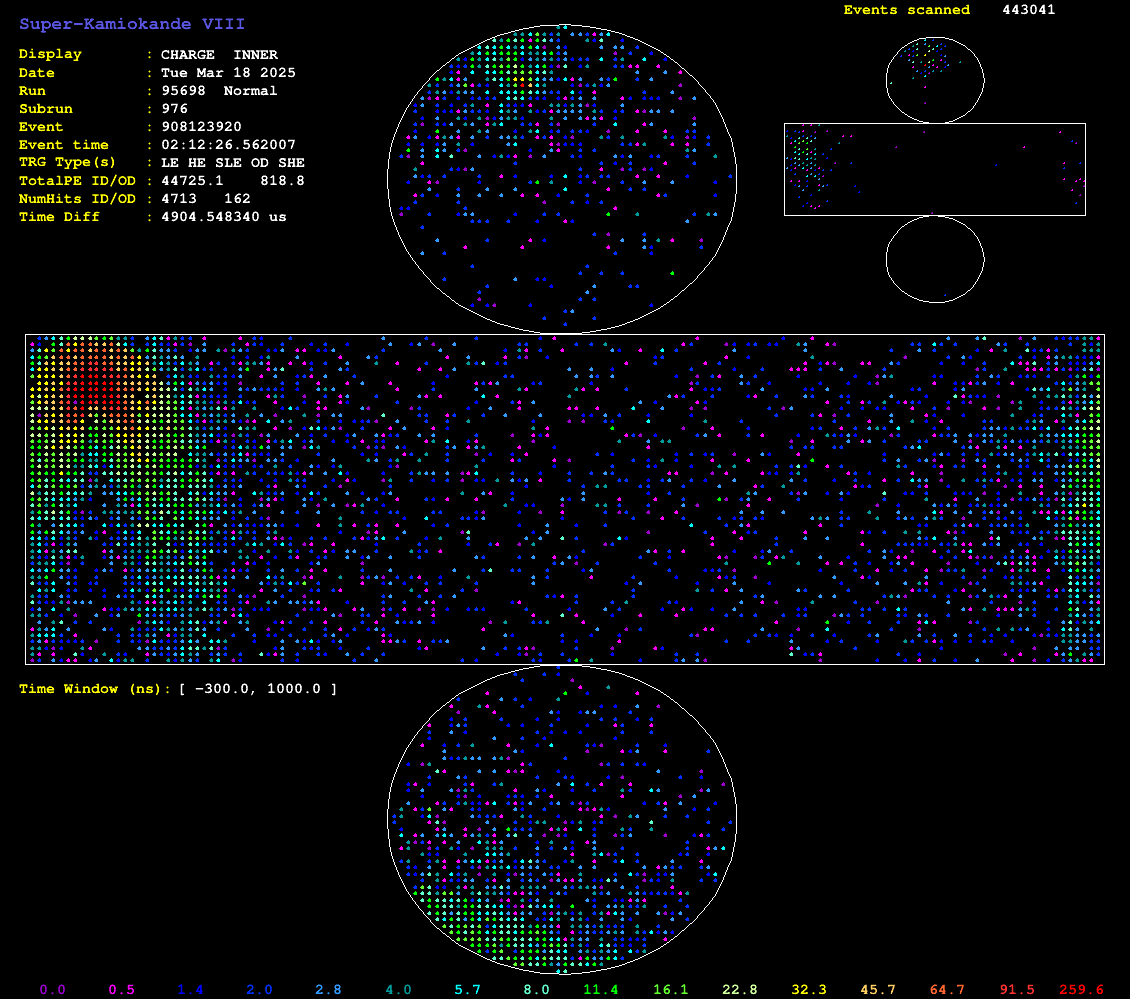 Super-Kamiokande VIII
Display : CHARGE INNER
Date : Tue Mar 18 2025
Run : 95698 Normal
Subrun : 976
Event : 908123920
Event time : 02:12:26.562007
TRG Type(s) : LE HE SLE OD SHE
TotalPE ID/OD : 44725.1 818.8
NumHits ID/OD : 4713 162
Time Diff : 4904.548340 us
Events scanned 443041
Time Window (ns): [ -300.0, 1000.0 ]
0.0 0.5 1.4 2.0 2.8 4.0 5.7 8.0 11.4 16.1 22.8 32.3 45.7 64.7 91.5 259.6